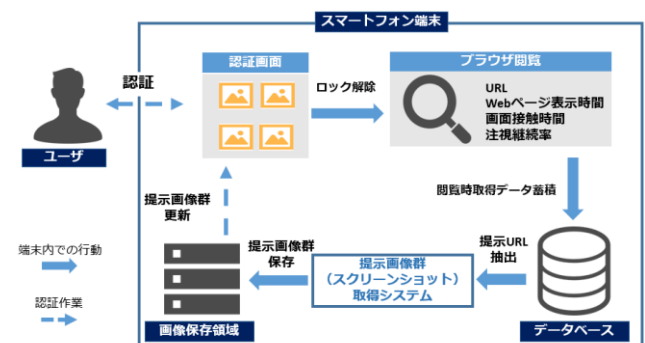 スマートフォン端末
認証画面
ブラウザ閲覧
認証
ロック解除
URL
Webページ表示時間
画面接触時間
注視継続率
ユーザ
提示画像群
更新
閲覧時取得データ蓄積
端末内での行動
提示画像群
保存
提示画像群
（スクリーンショット）
取得システム
提示URL
抽出
認証作業
画像保存領域
データベース